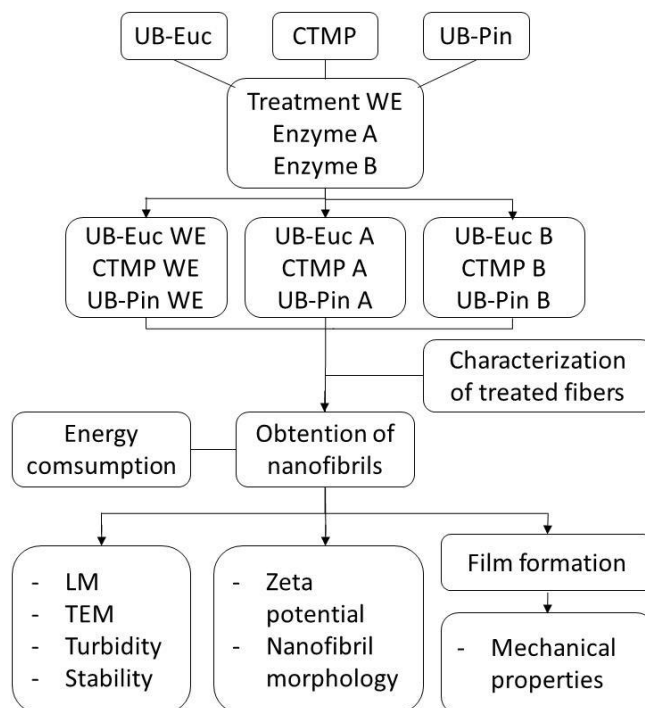 UB-Euc
CTMP
UB-Pin
Treatment WE
Enzyme A
Enzyme B
UB-Euc WE
CTMP WE
UB-Pin WE
UB-Euc A
CTMP A
UB-Pin A
UB-Euc B
CTMP B
UB-Pin B
Characterization
of treated fibers
Energy
comsumption
Obtention of
nanofibrils
- LM
- TEM
- Turbidity
- Stability
- Zeta
potential
- Nanofibril
morphology
Film formation
- Mechanical
properties